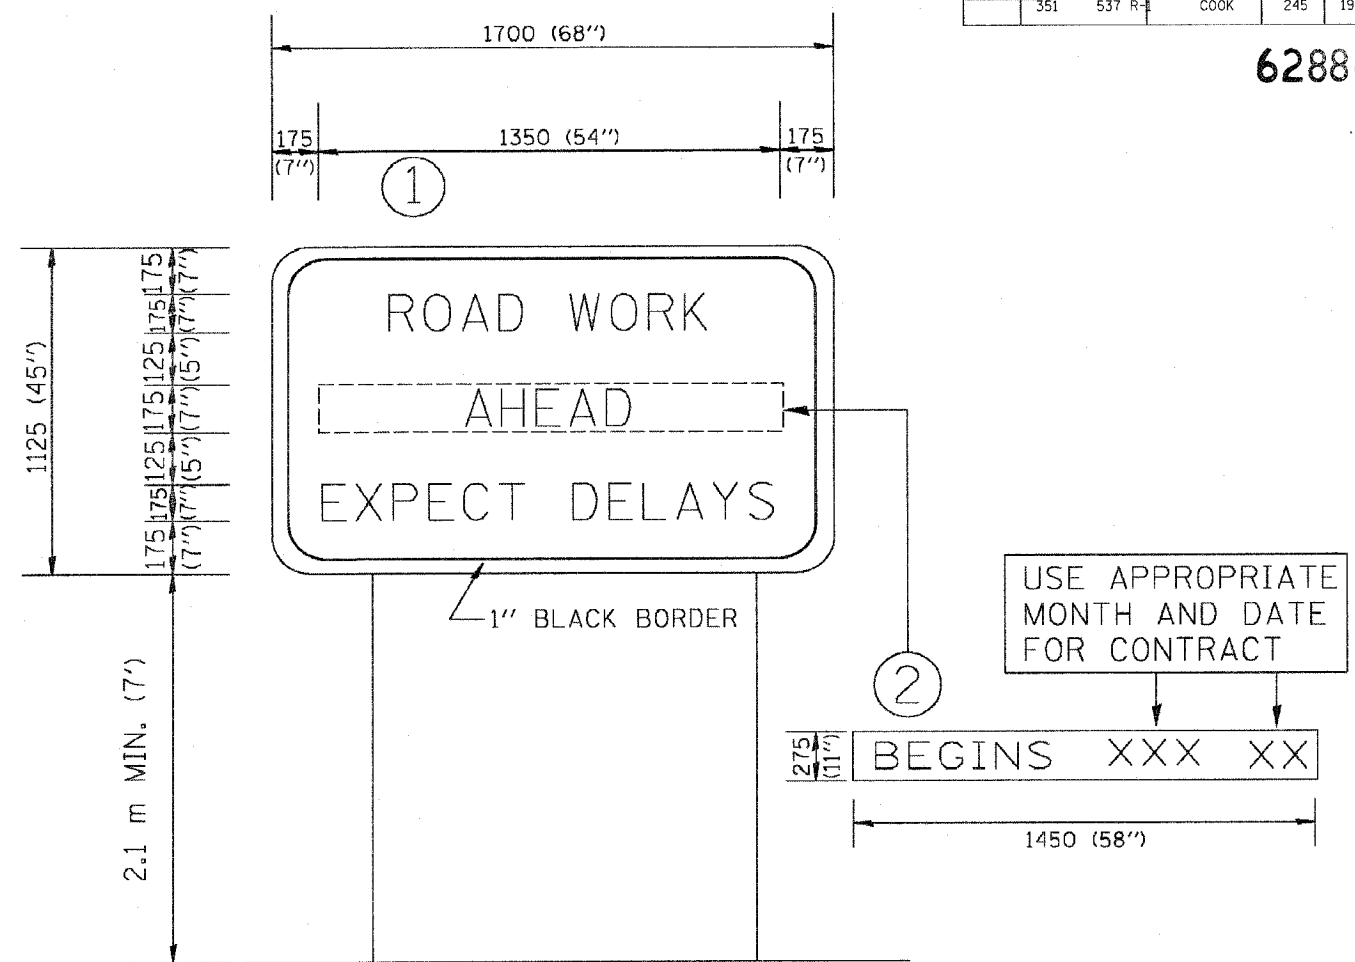 351 537 R-1 COOK 245 19
6288
1700 (68'')
175 1350 (54'') 175
(7'') (7'')
1
1125 (45'')
175 (7'')
175 (7'')
125 (5'')
175 (7'')
125 (5'')
175 (7'')
175 (7'')
ROAD WORK
AHEAD
EXPECT DELAYS
1'' BLACK BORDER
2.1 m MIN. (7')
USE APPROPRIATE
MONTH AND DATE
FOR CONTRACT
2
275 (11'')
BEGINS XXX XX
1450 (58'')